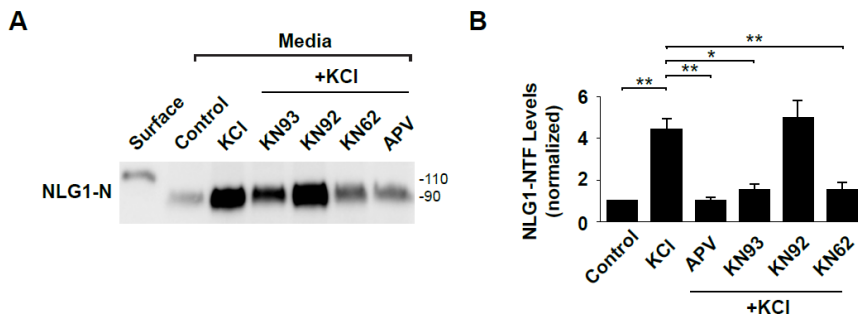 A
Media
+KCl
Surface
Control
KCl
KN93
KN92
KN62
APV
NLG1-N
-110
-90
B
**
*
**
**
NLG1-NTF Levels
(normalized)
6
4
2
0
Control
KCl
APV
KN93
KN92
KN62
+KCl